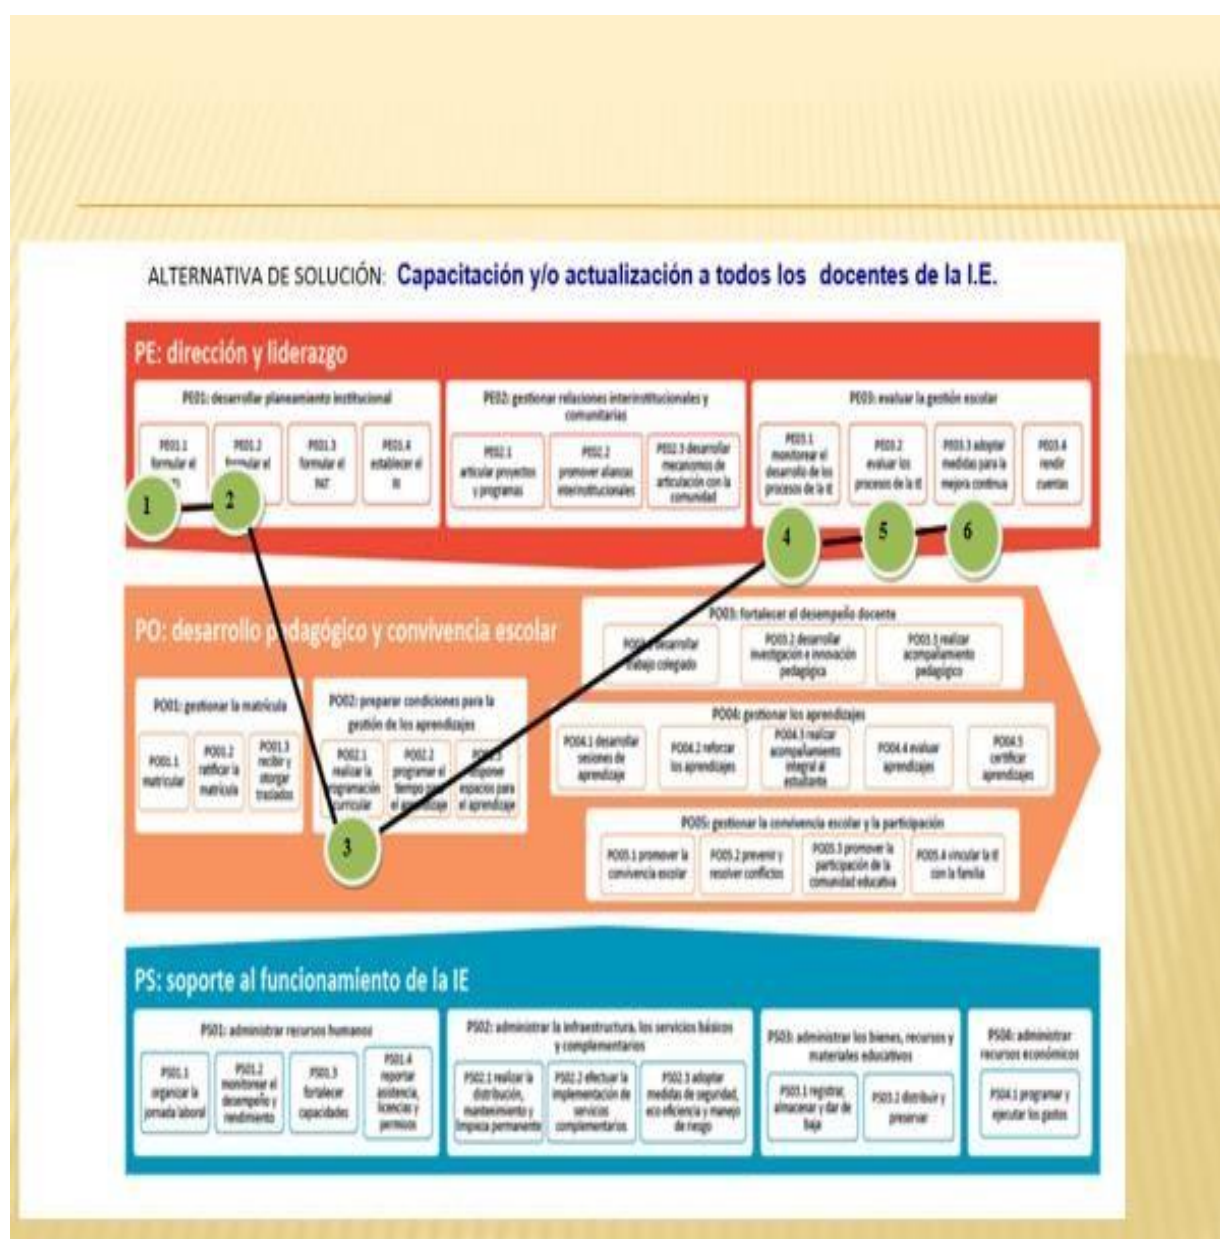 ALTERNATIVA DE SOLUCIÓN: Capacitación y/o actualización a todos los docentes de la I.E.
PE: dirección y liderazgo
PE01: desarrollar planeamiento institucional
PE01.1
formular el
PE01.2
formular el
PE01.3
formular el
PAT
PE01.4
establecer el
RI
PE02: gestionar relaciones interinstitucionales y
comunitarias
PE02.1
articular proyectos
y programas
PE02.2
promover alianzas
interinstitucionales
PE02.3 desarrollar
mecanismos de
articulación con la
comunidad
PE03: evaluar la gestión escolar
PE03.1
monitorear el
desarrollo de los
procesos de la IE
PE03.2
evaluar los
procesos de la IE
PE03.3 adoptar
medidas para la
mejora continua
PE03.4
rendir
cuentas
1
2
4
5
6
PO: desarrollo pedagógico y convivencia escolar
PO01: gestionar la matrícula
PO01.1
matricular
PO01.2
ratificar la
matrícula
PO01.3
recibir y
otorgar
traslados
PO02: preparar condiciones para la
gestión de los aprendizajes
PO02.1
realizar la
programación
curricular
PO02.2
programar el
tiempo para
el aprendizaje
disponer
espacios para
el aprendizaje
3
PO03: fortalecer el desempeño docente
desarrollar
trabajo colegiado
PO03.2 desarrollar
investigación e innovación
pedagógica
PO03.3 realizar
acompañamiento
pedagógico
PO04: gestionar los aprendizajes
PO04.1 desarrollar
sesiones de
aprendizaje
PO04.2 reforzar
los aprendizajes
PO04.3 realizar
acompañamiento
integral al
estudiante
PO04.4 evaluar
aprendizajes
PO04.5
certificar
aprendizajes
PO05: gestionar la convivencia escolar y la participación
PO05.1 promover la
convivencia escolar
PO05.2 prevenir y
resolver conflictos
PO05.3 promover la
participación de la
comunidad educativa
PO05.4 vincular la IE
con la familia
PS: soporte al funcionamiento de la IE
PS01: administrar recursos humanos
PS01.1
organizar la
jornada laboral
PS01.2
monitorear el
desempeño y
rendimiento
PS01.3
fortalecer
capacidades
PS01.4
reportar
asistencia,
licencias y
permisos
PS02: administrar la infraestructura, los servicios básicos
y complementarios
PS02.1 realizar la
distribución,
mantenimiento y
limpieza permanente
PS02.2 efectuar la
implementación de
servicios
complementarios
PS02.3 adoptar
medidas de seguridad,
eco eficiencia y manejo
de riesgo
PS03: administrar los bienes, recursos y
materiales educativos
PS03.1 registrar,
almacenar y dar de
baja
PS03.2 distribuir y
preservar
administrar
recursos económicos
PS04.1 programar y
ejecutar los gastos